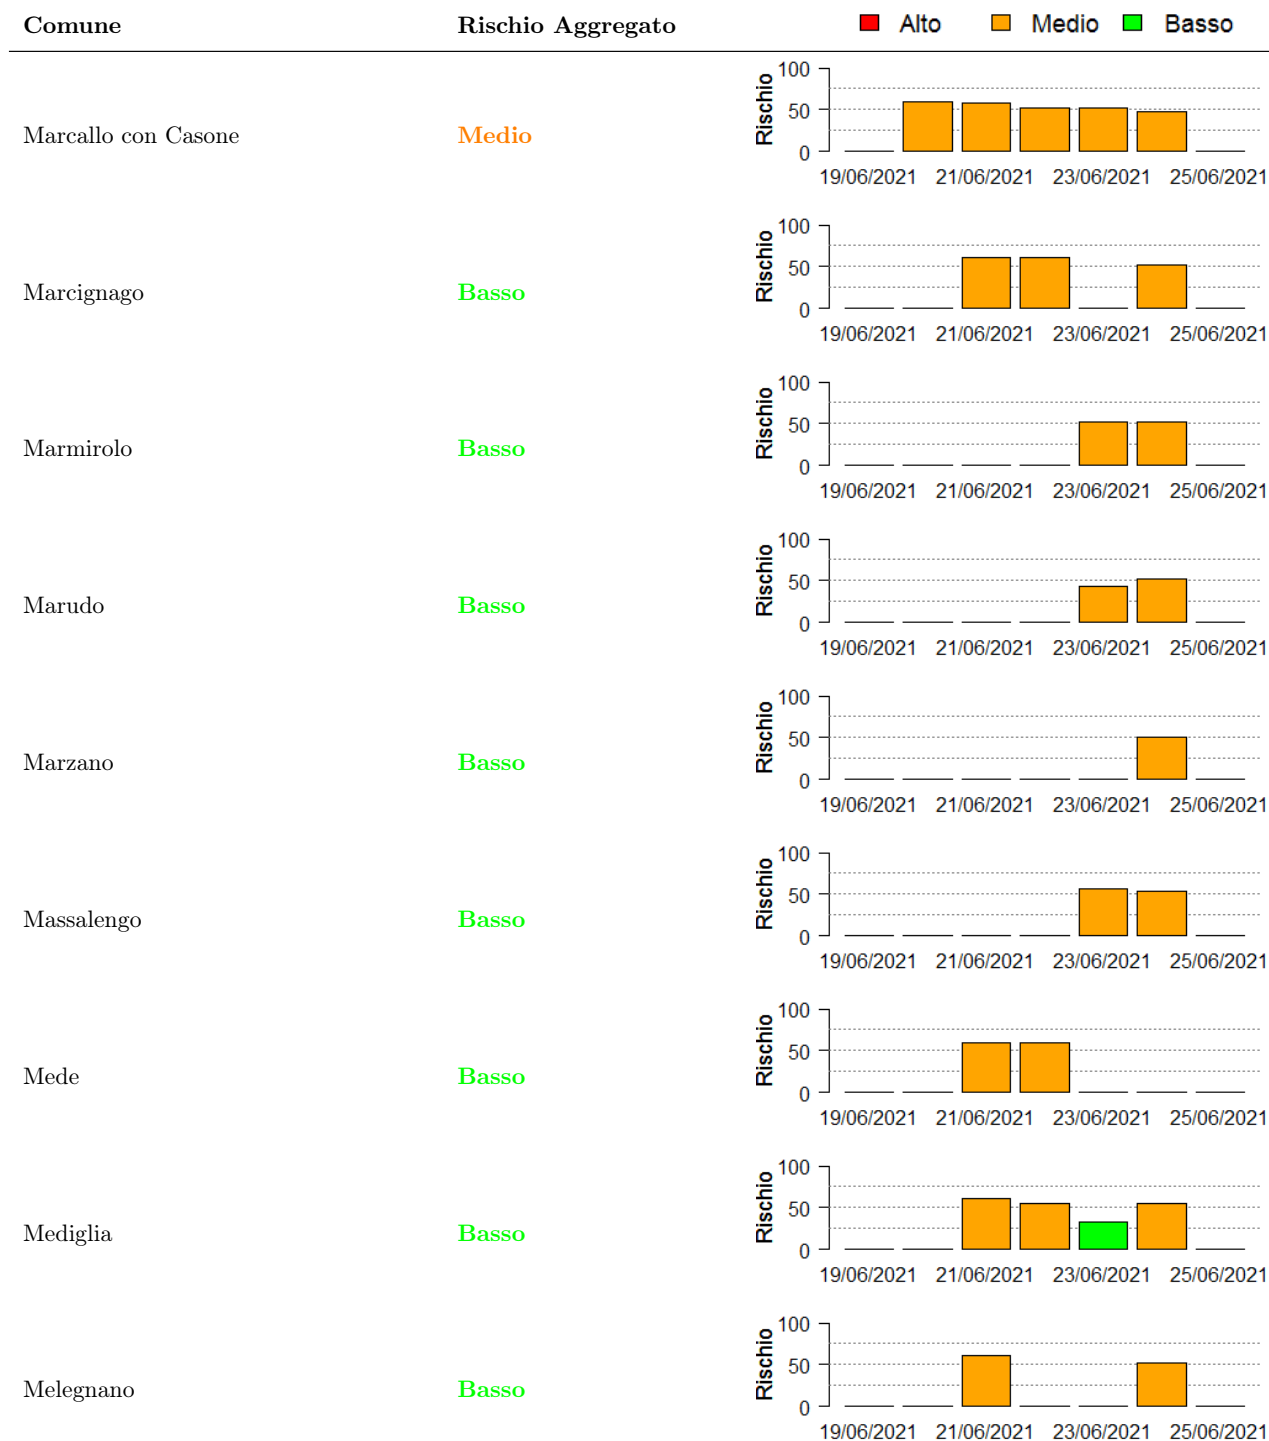 Comune Rischio Aggregato Alto Medio Basso
Marcallo con Casone Medio
Rischio
100
50
0
19/06/2021 21/06/2021 23/06/2021 25/06/2021
Marcignago Basso
Rischio
100
50
0
19/06/2021 21/06/2021 23/06/2021 25/06/2021
Marmirolo Basso
Rischio
100
50
0
19/06/2021 21/06/2021 23/06/2021 25/06/2021
Marudo Basso
Rischio
100
50
0
19/06/2021 21/06/2021 23/06/2021 25/06/2021
Marzano Basso
Rischio
100
50
0
19/06/2021 21/06/2021 23/06/2021 25/06/2021
Massalengo Basso
Rischio
100
50
0
19/06/2021 21/06/2021 23/06/2021 25/06/2021
Mede Basso
Rischio
100
50
0
19/06/2021 21/06/2021 23/06/2021 25/06/2021
Mediglia Basso
Rischio
100
50
0
19/06/2021 21/06/2021 23/06/2021 25/06/2021
Melegnano Basso
Rischio
100
50
0
19/06/2021 21/06/2021 23/06/2021 25/06/2021